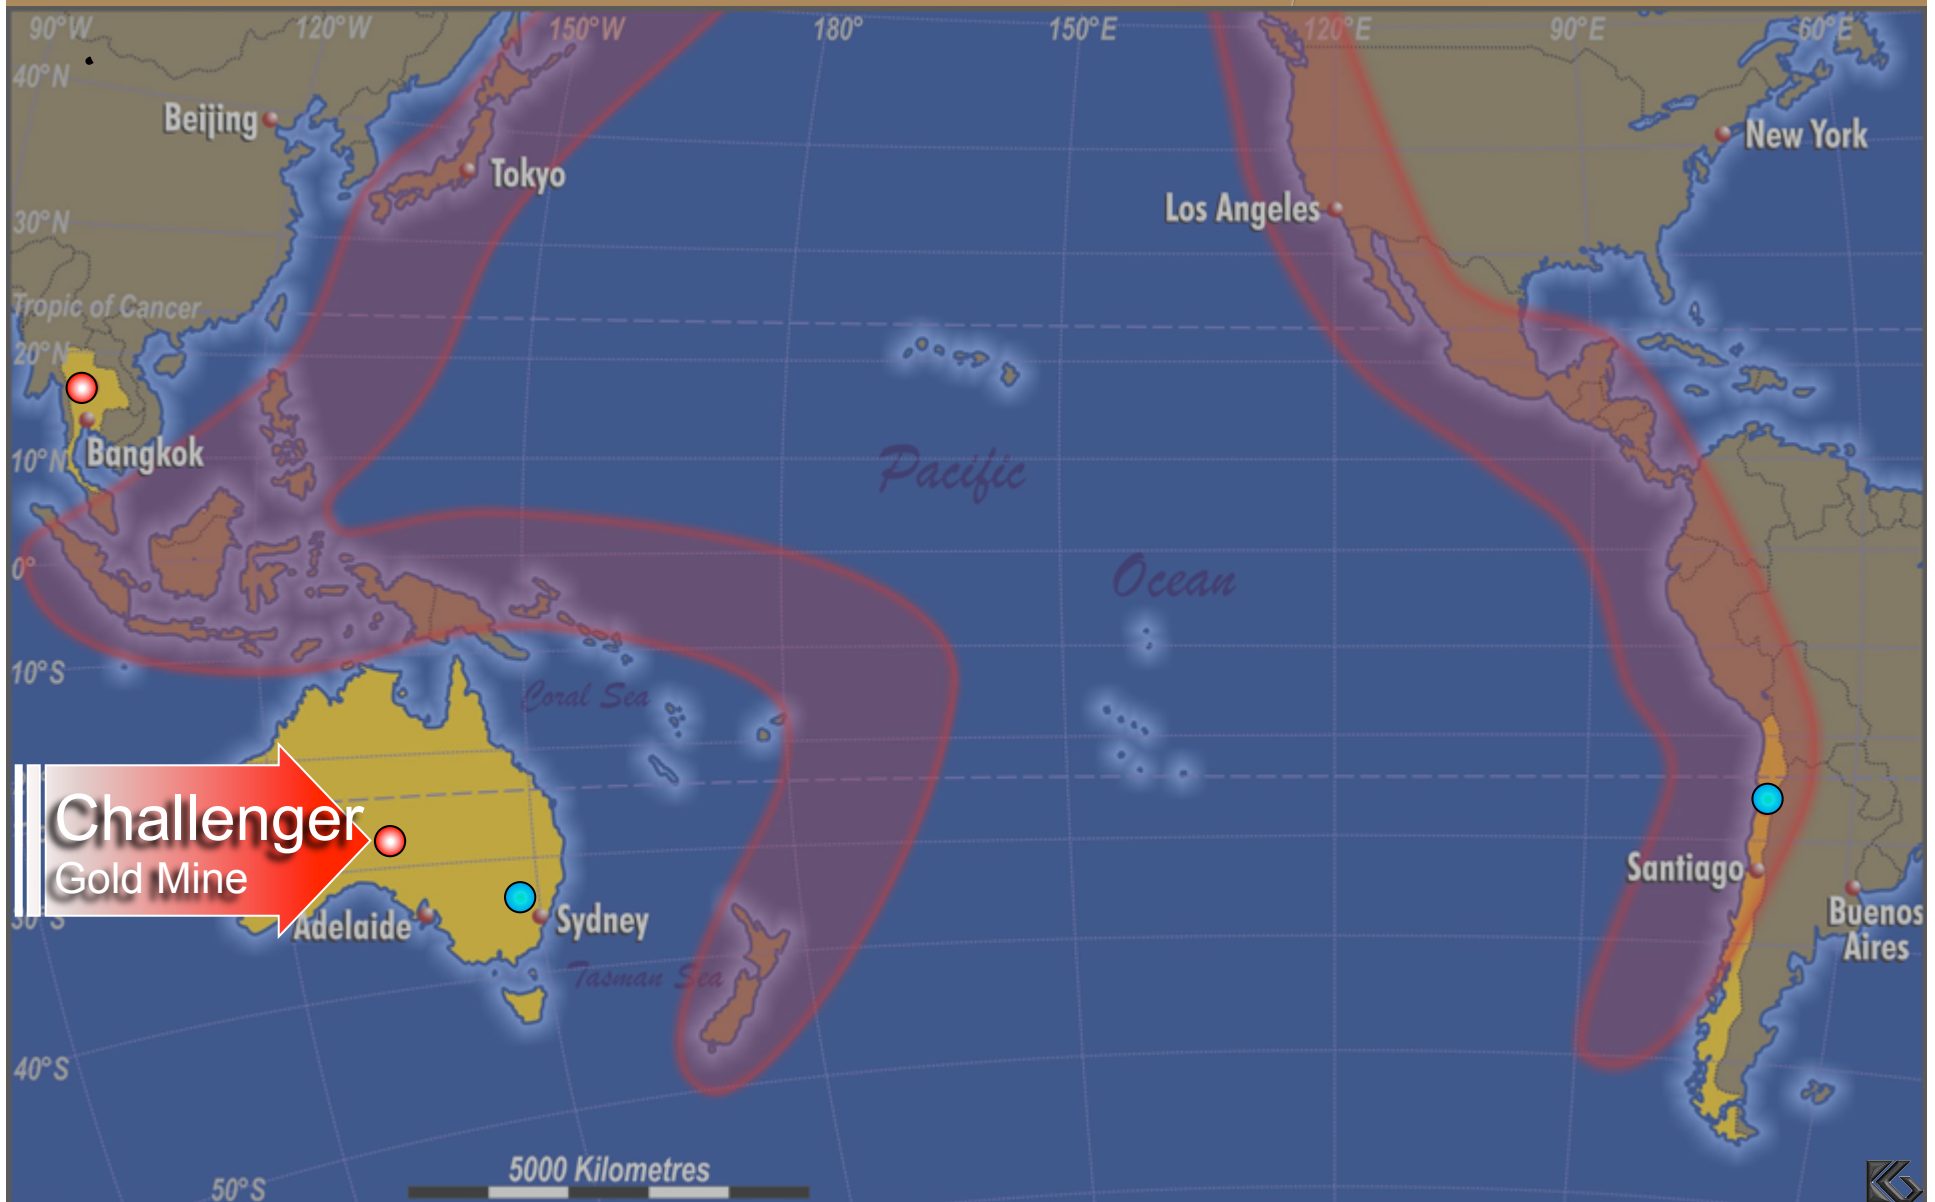 90°W
120°W
150°W
180°
150°E
120°E
90°E
60°E
40°N
Beijing
New York
Tokyo
Los Angeles
30°N
Tropic of Cancer
20°N
Bangkok
10°N
Pacific
Ocean
0°
10°S
Coral Sea
Challenger
Gold Mine
30°S
Adelaide
Sydney
Santiago
Buenos
Aires
Tasman Sea
40°S
5000 Kilometres
50°S